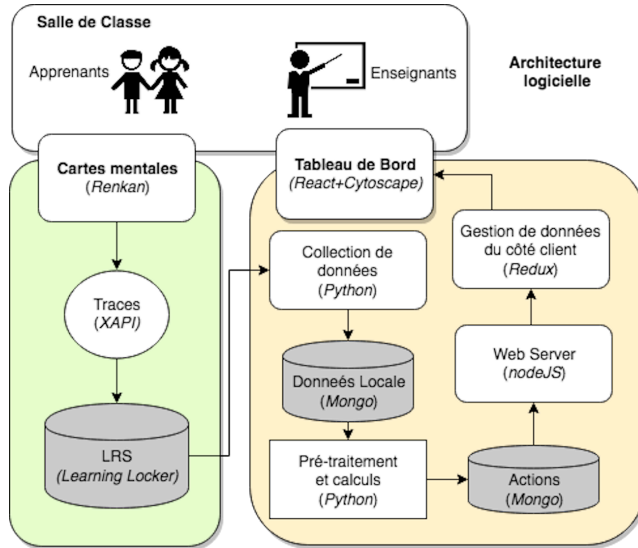 Salle de Classe
Apprenants
Enseignants
Architecture
logicielle
Cartes mentales
(Renkan)
Traces
(XAPI)
LRS
(Learning Locker)
Tableau de Bord
(React+Cytoscape)
Collection de
données
(Python)
Donneés Locale
(Mongo)
Pré-traitement
et calculs
(Python)
Actions
(Mongo)
Web Server
(nodeJS)
Gestion de données
du côté client
(Redux)